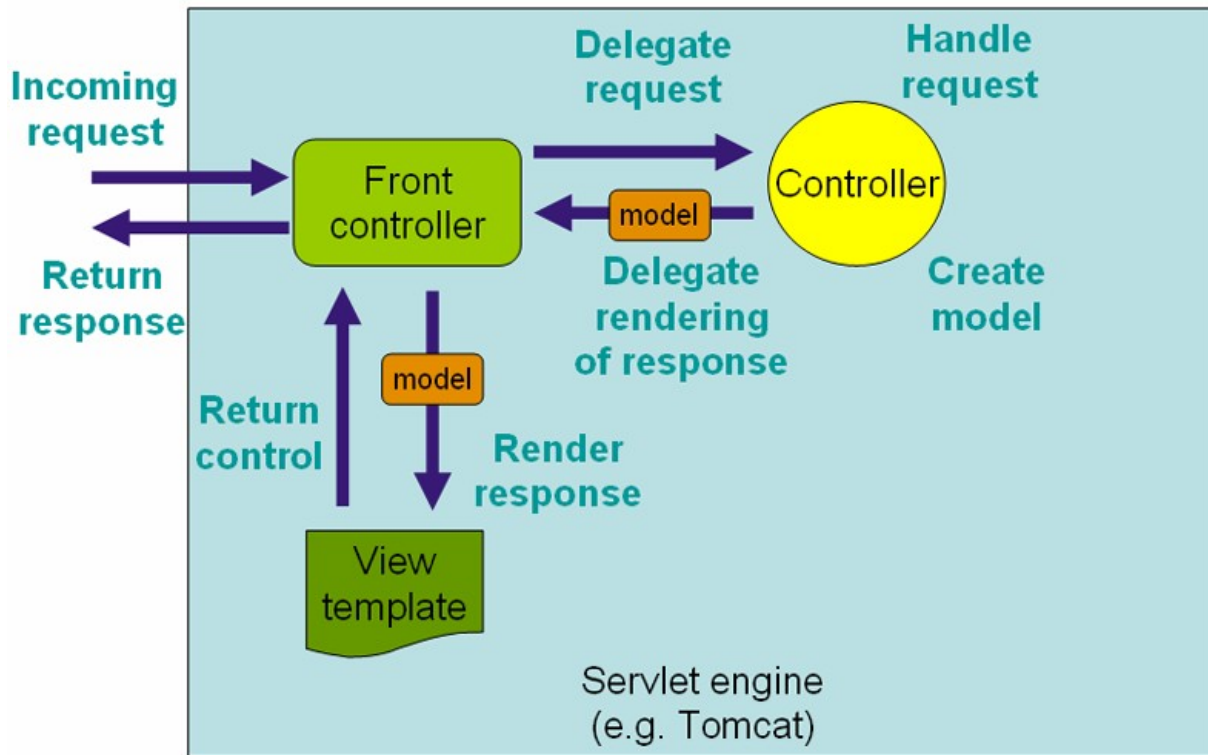 Incoming
request
Delegate
request
Handle
request
Front
controller
model
Controller
Return
response
Delegate
rendering
of response
Create
model
model
Return
control
Render
response
View
template
Servlet engine
(e.g. Tomcat)